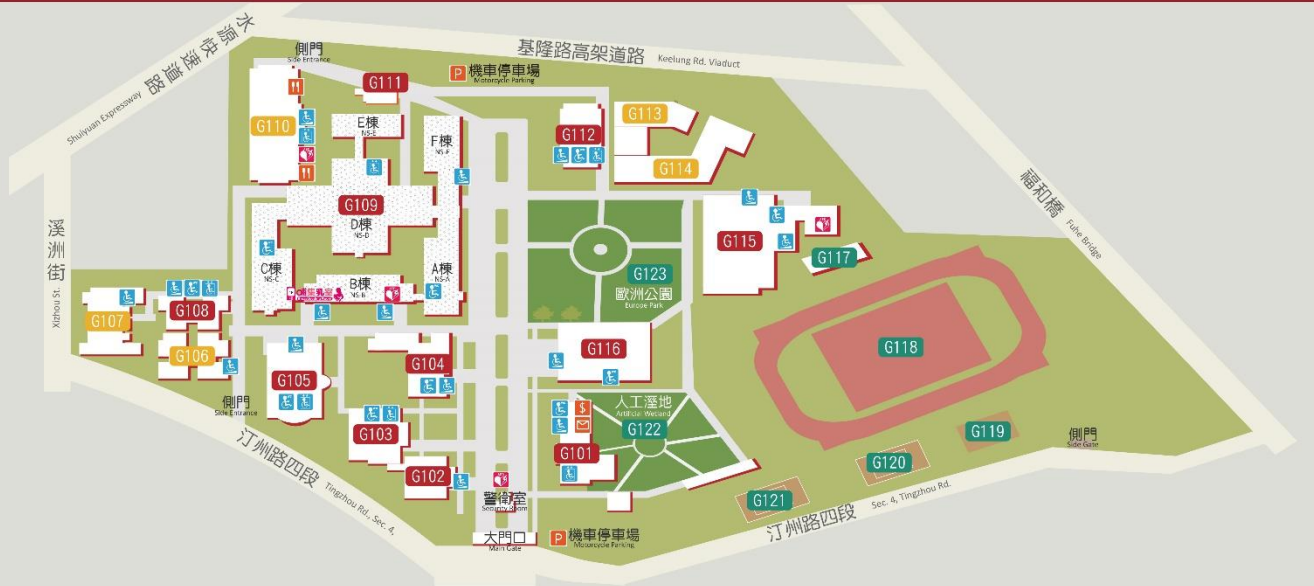 水源快速道路
Shuiyuan Expressway
側門
Side Entrance
基隆路高架道路
Keelung Rd. Viaduct
P
機車停車場
Motorcycle Parking
G111
G110
E棟
NS-E
F棟
NS-F
G112
G113
G114
福和橋
Fuhe Bridge
溪洲街
Xizhou St.
G109
D棟
NS-D
C棟
NS-C
B棟
NS-B
A棟
NS-A
G115
G117
G123
歐洲公園
Europe Park
G107
G108
G106
G105
G104
G116
G118
側門
Side Entrance
G103
G102
$
人工溼地
Artificial Wetland
G122
G101
G119
側門
Side Gate
G120
G121
汀州路四段
Tingzhou Rd., Sec. 4,
警衛室
Security Room
大門口
Main Gate
P
機車停車場
Motorcycle Parking
汀州路四段
Sec. 4, Tingzhou Rd.